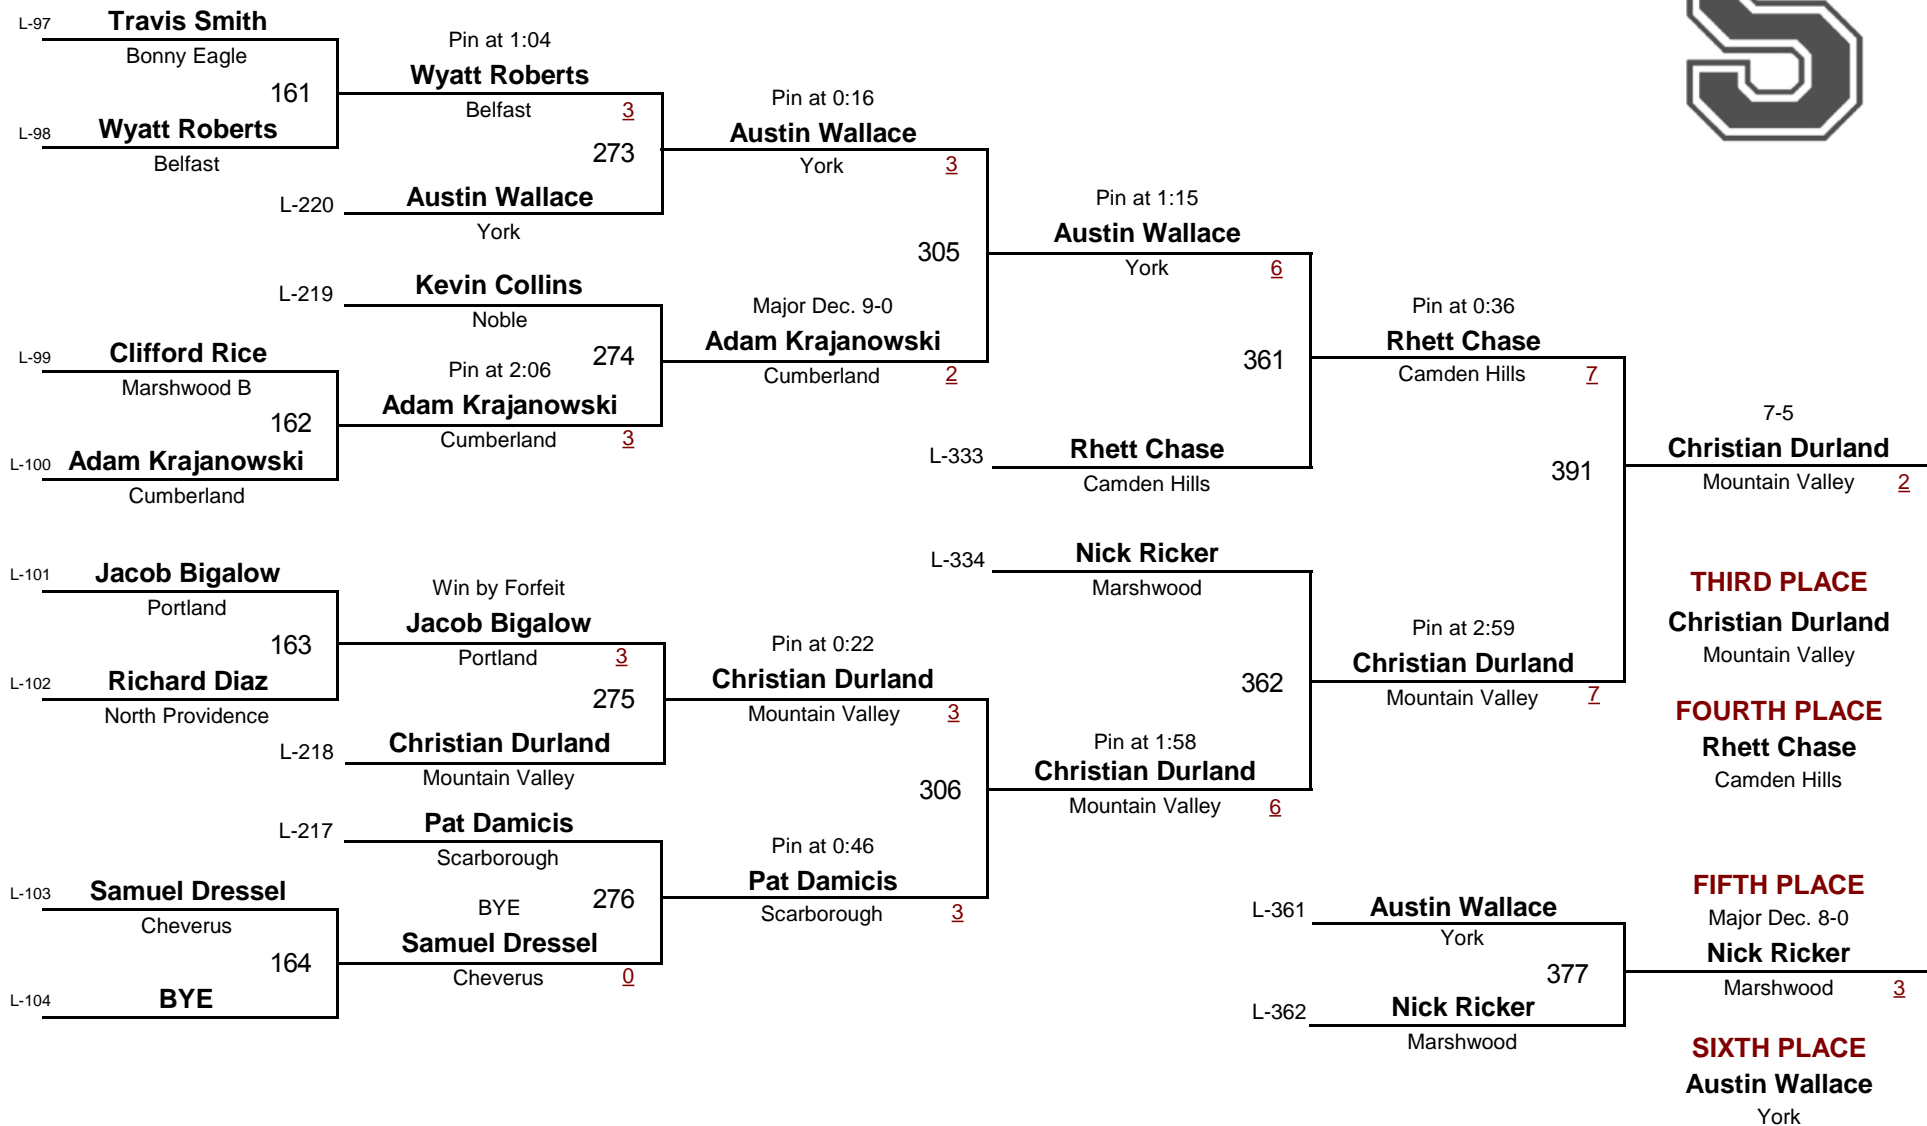 L-97 Travis Smith
Bonny Eagle
161
L-98 Wyatt Roberts
Belfast
Pin at 1:04
Wyatt Roberts
Belfast 3
273
L-220 Austin Wallace
York
L-219 Kevin Collins
Noble
274
L-99 Clifford Rice
Marshwood B
162
L-100 Adam Krajanowski
Cumberland
Pin at 2:06
Adam Krajanowski
Cumberland 3
Pin at 0:16
Austin Wallace
York 3
305
Major Dec. 9-0
Adam Krajanowski
Cumberland 2
Pin at 1:15
Austin Wallace
York 6
361
L-333 Rhett Chase
Camden Hills
Pin at 0:36
Rhett Chase
Camden Hills 7
391
7-5
Christian Durland
Mountain Valley 2
L-101 Jacob Bigalow
Portland
163
L-102 Richard Diaz
North Providence
Win by Forfeit
Jacob Bigalow
Portland 3
275
L-218 Christian Durland
Mountain Valley
L-217 Pat Damicis
Scarborough
276
L-103 Samuel Dressel
Cheverus
164
L-104 BYE
BYE
Samuel Dressel
Cheverus 0
Pin at 0:22
Christian Durland
Mountain Valley 3
306
Pin at 0:46
Pat Damicis
Scarborough 3
L-334 Nick Ricker
Marshwood
362
Pin at 1:58
Christian Durland
Mountain Valley 6
Pin at 2:59
Christian Durland
Mountain Valley 7
THIRD PLACE
Christian Durland
Mountain Valley
FOURTH PLACE
Rhett Chase
Camden Hills
L-361 Austin Wallace
York
377
L-362 Nick Ricker
Marshwood
FIFTH PLACE
Major Dec. 8-0
Nick Ricker
Marshwood 3
SIXTH PLACE
Austin Wallace
York
S